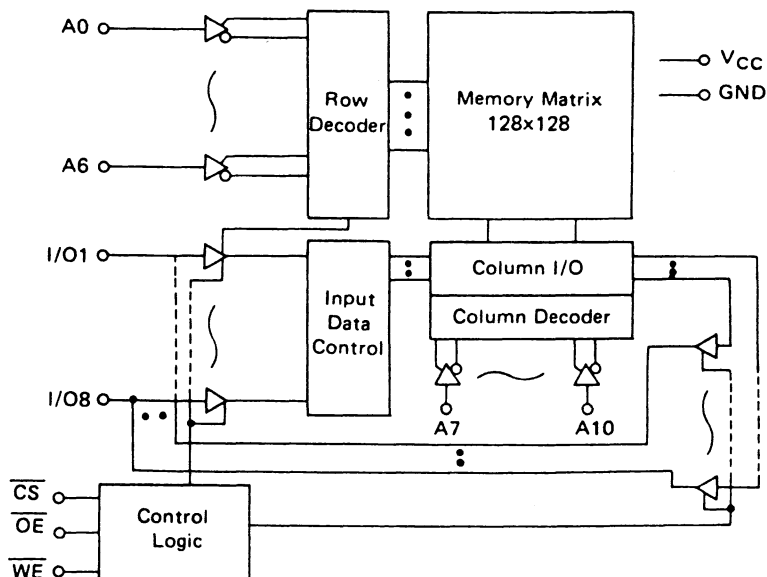 A0
A6
Row
Decoder
Memory Matrix
128x128
VCC
GND
I/O1
I/O8
Input
Data
Control
Column I/O
Column Decoder
A7
A10
CS
OE
WE
Control
Logic